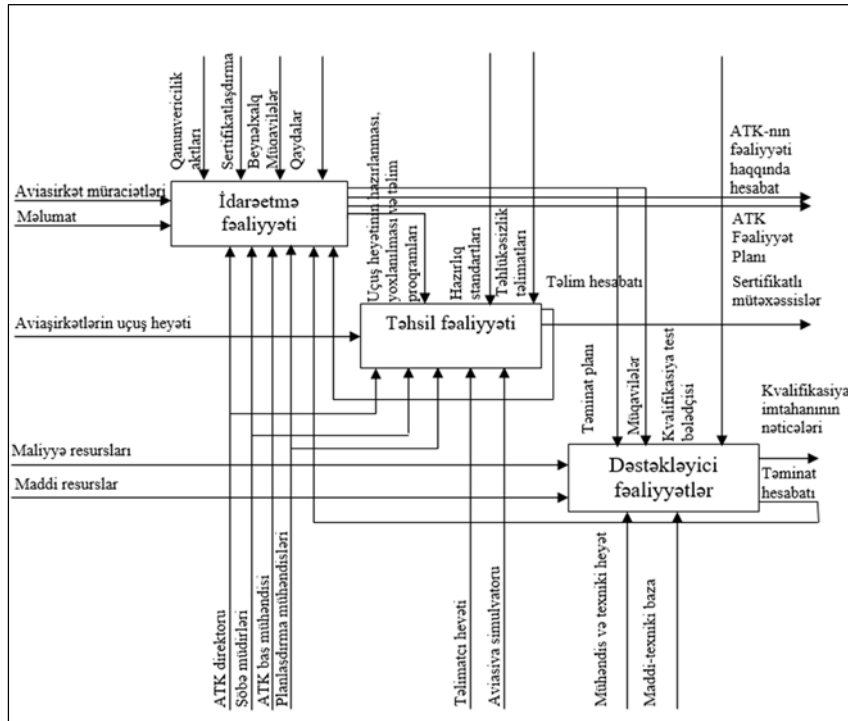 Qanunvericilik
aktları
Sertifikatlaşdırma
Beynəlxalq
Müqavilələr
Qaydalar
Aviasirkət müraciətləri
Məlumat
İdarəetmə
fəaliyyəti
Uçuş heyətinin hazırlanması,
yoxlanılması və təlim
proqramları
Hazırlıq
standartları
Təhlükəsizlik
təlimatları
ATK-nın
fəaliyyəti
haqqında
hesabat
ATK
Fəaliyyət
Planı
Sertifikatlı
mütəxəssislər
Təlim hesabatı
Aviaşirkətlərin uçuş heyəti
Təhsil fəaliyyəti
Təminat planı
Müqavilələr
Kvalifikasiya test
bələdçisi
Kvalifikasiya
imtahanının
nəticələri
Maliyyə resursları
Maddi resurslar
Dəstəkləyici
fəaliyyətlər
Təminat
hesabatı
ATK direktoru
Şöbə müdirləri
ATK baş mühəndisi
Planlaşdırma mühəndisləri
Təlimatçı heyəti
Aviasiya simulyatoru
Mühəndis və texniki heyət
Maddi-texniki baza